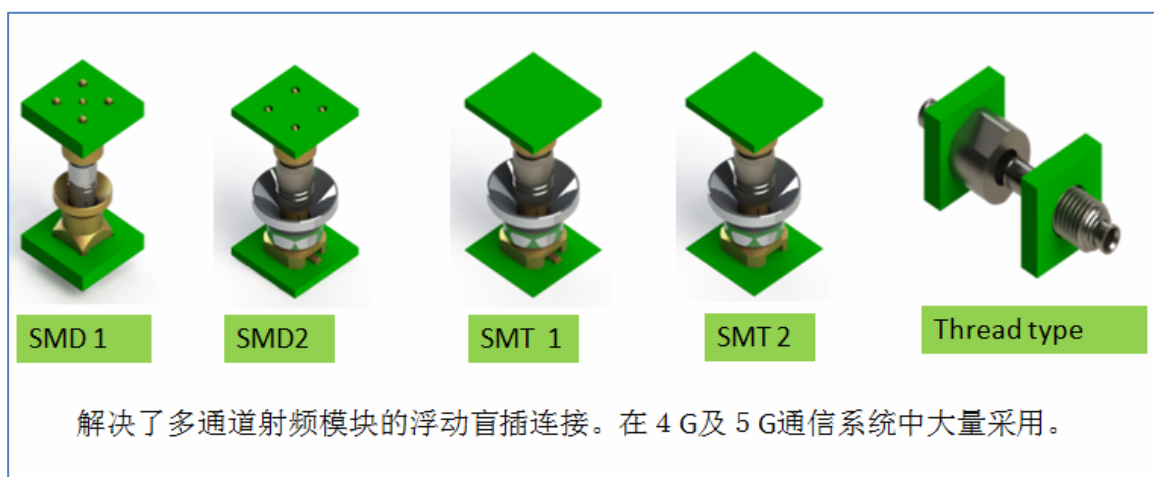 SMD 1
SMD2
SMT 1
SMT 2
Thread type
解决了多通道射频模块的浮动盲插连接。在 4 G及 5 G通信系统中大量采用。